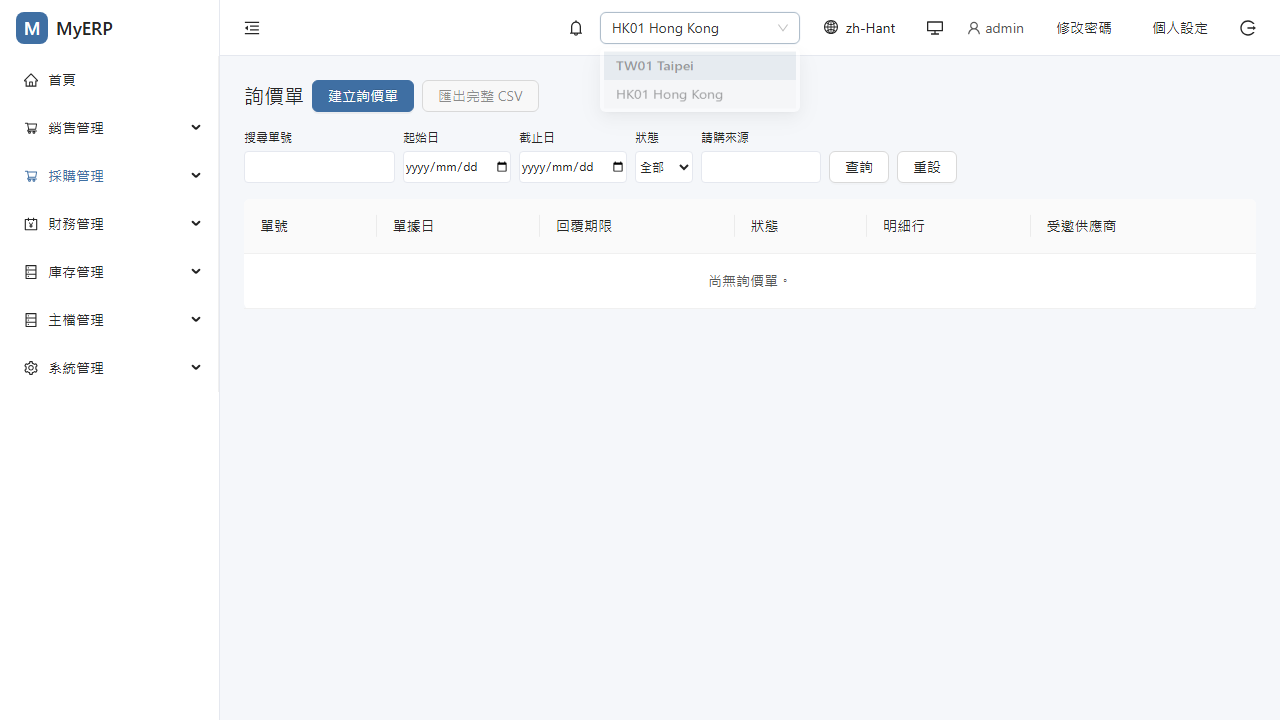 M MyERP
HK01 Hong Kong
zh-Hant
admin
修改密碼
個人設定
TW01 Taipei
HK01 Hong Kong
首頁
銷售管理
採購管理
財務管理
庫存管理
主檔管理
系統管理
詢價單
建立詢價單
匯出完整 CSV
搜尋單號
起始日
截止日
狀態
請購來源
yyyy/mm/dd
yyyy/mm/dd
全部
查詢
重設
單號
單據日
回覆期限
狀態
明細行
受邀供應商
尚無詢價單。